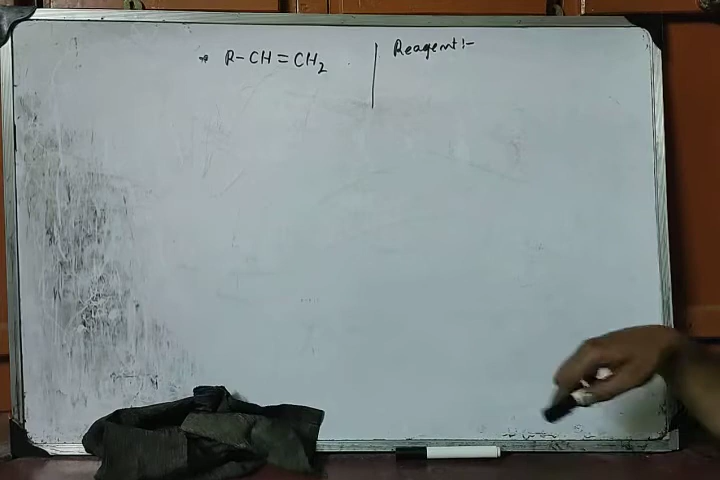 → R-CH=CH₂
Reagent:-